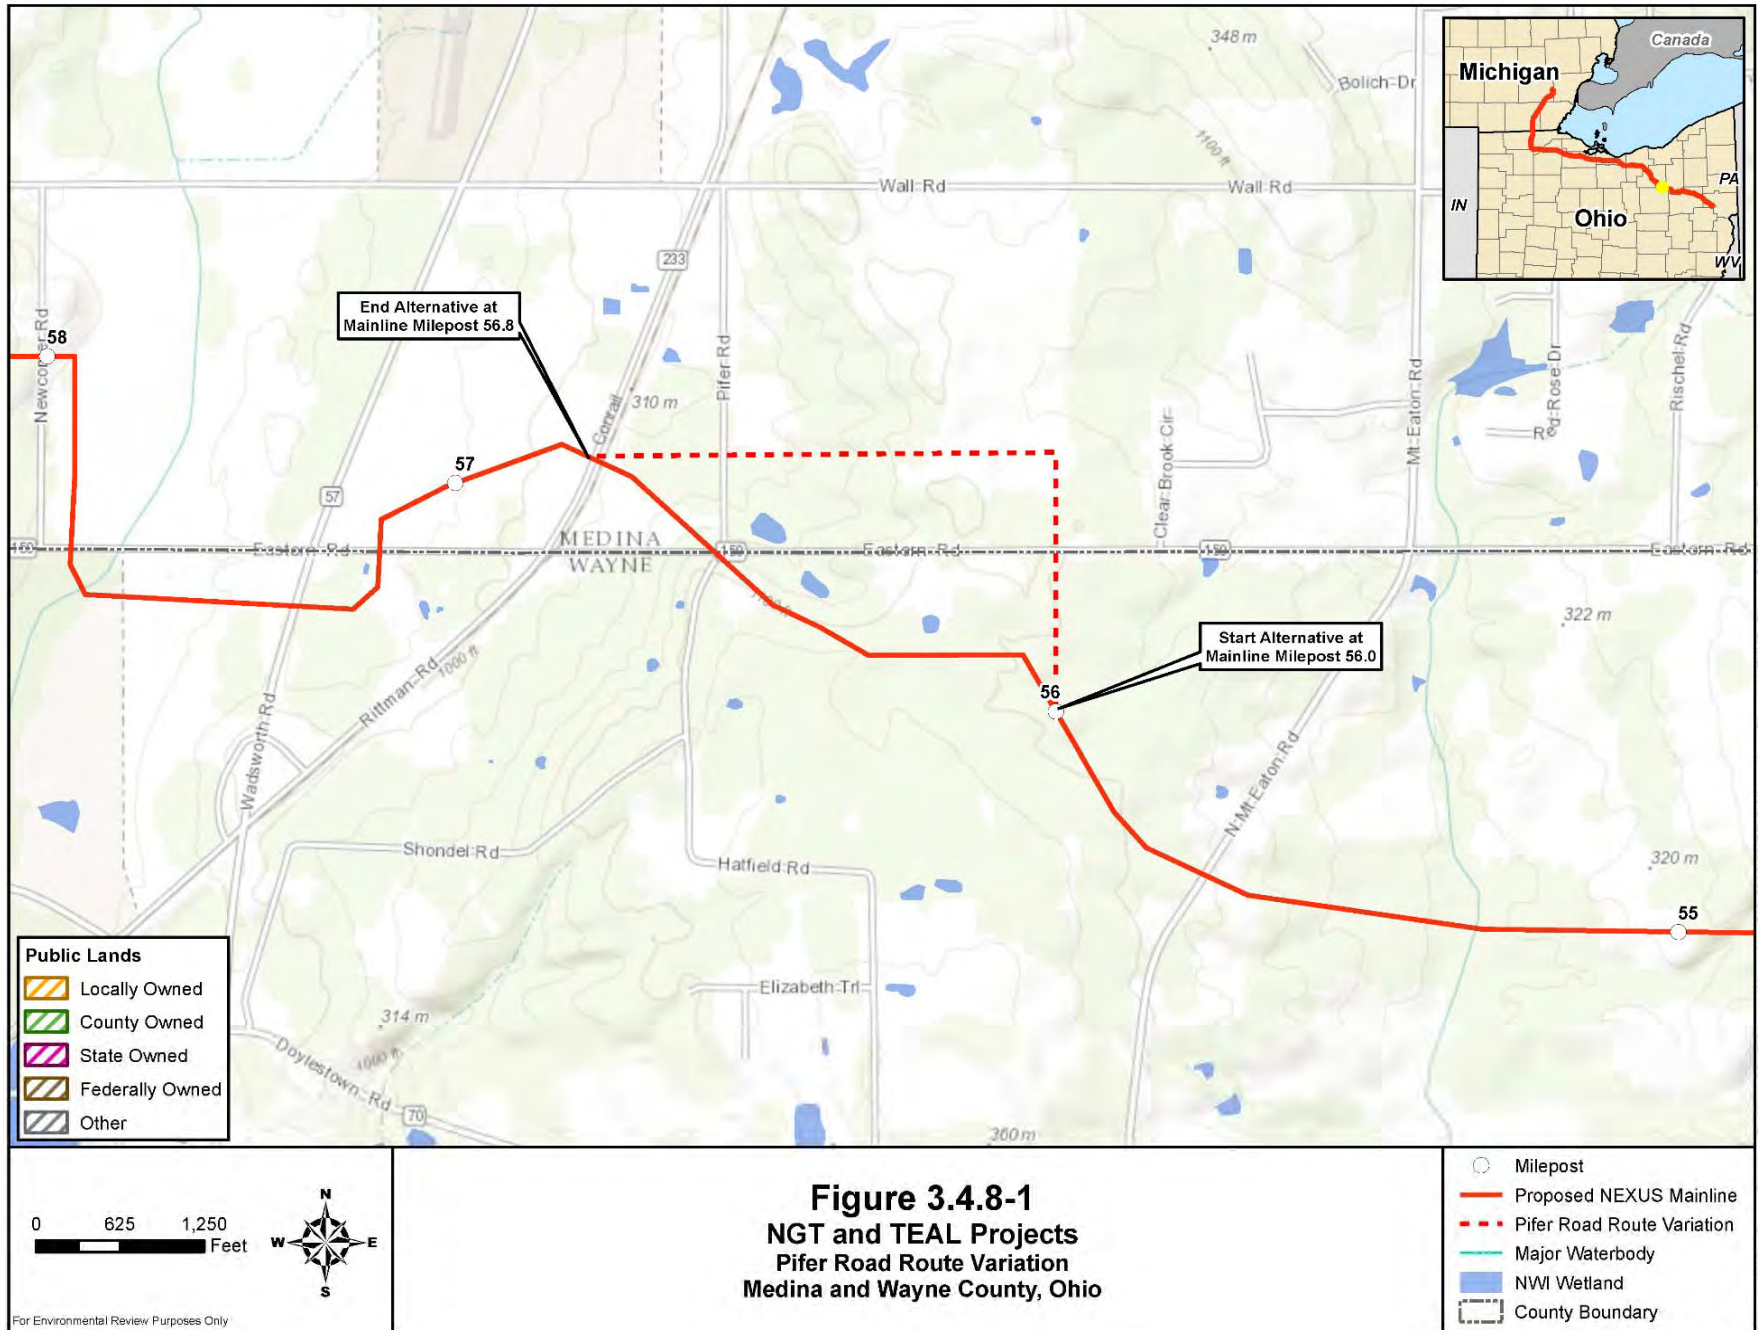 348 m
Bolich Dr
1100 ft
Wall Rd
Wall Rd
Canada
Michigan
IN
PA
Ohio
WV
233
End Alternative at
Mainline Milepost 56.8
58
Newcomer Rd
Conrail
310 m
Pifer Rd
Mt Eaton Rd
Red Rose Dr
Rischel Rd
Clear Brook Cir
57
57
MEDINA
WAYNE
Eastern Rd
Eastern Rd
Eastern Rd
322 m
Start Alternative at
Mainline Milepost 56.0
56
Rittman Rd
1000 ft
Wadsworth Rd
N Mt Eaton Rd
Shondel Rd
Hatfield Rd
320 m
55
Elizabeth Trl
314 m
1000 ft
Doylestown Rd
70
360 m
Public Lands
Locally Owned
County Owned
State Owned
Federally Owned
Other
0 625 1,250
Feet
N
W E
S
For Environmental Review Purposes Only
Figure 3.4.8-1
NGT and TEAL Projects
Pifer Road Route Variation
Medina and Wayne County, Ohio
Milepost
Proposed NEXUS Mainline
Pifer Road Route Variation
Major Waterbody
NWI Wetland
County Boundary